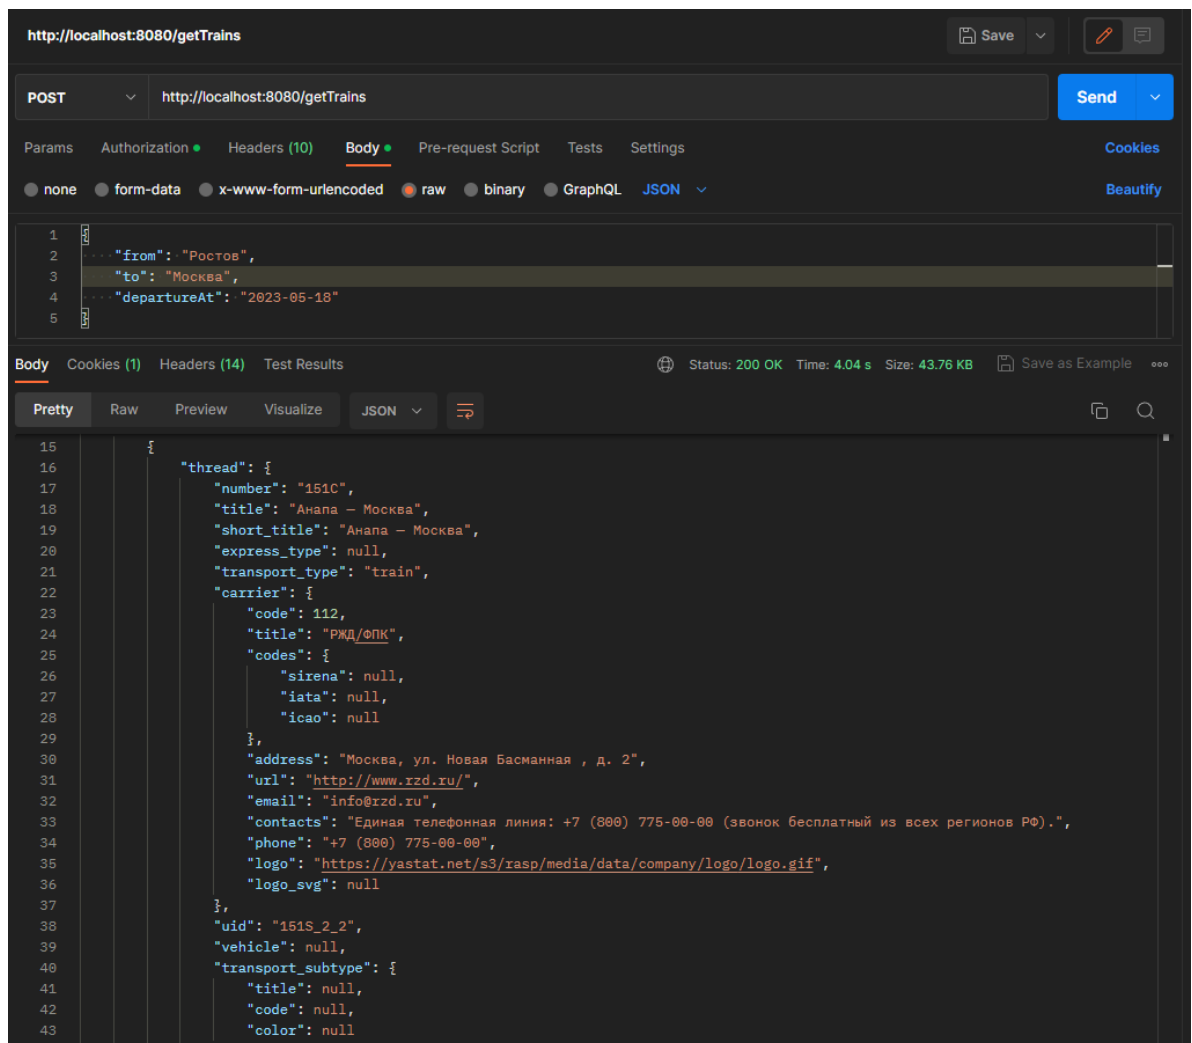 http://localhost:8080/getTrains
Save
POST http://localhost:8080/getTrains Send
Params Authorization Headers (10) Body Pre-request Script Tests Settings Cookies
none form-data x-www-form-urlencoded raw binary GraphQL JSON Beautify
1 {
2 "from": "Ростов",
3 "to": "Москва",
4 "departureAt": "2023-05-18"
5 }
Body Cookies (1) Headers (14) Test Results Status: 200 OK Time: 4.04 s Size: 43.76 KB Save as Example
Pretty Raw Preview Visualize JSON
15 {
16 "thread": {
17 "number": "151С",
18 "title": "Анапа — Москва",
19 "short_title": "Анапа — Москва",
20 "express_type": null,
21 "transport_type": "train",
22 "carrier": {
23 "code": 112,
24 "title": "РЖД/ФПК",
25 "codes": {
26 "sirena": null,
27 "iata": null,
28 "icao": null
29 },
30 "address": "Москва, ул. Новая Басманная , д. 2",
31 "url": "http://www.rzd.ru/",
32 "email": "info@rzd.ru",
33 "contacts": "Единая телефонная линия: +7 (800) 775-00-00 (звонок бесплатный из всех регионов РФ).",
34 "phone": "+7 (800) 775-00-00",
35 "logo": "https://yastat.net/s3/rasp/media/data/company/logo/logo.gif",
36 "logo_svg": null
37 },
38 "uid": "151S_2_2",
39 "vehicle": null,
40 "transport_subtype": {
41 "title": null,
42 "code": null,
43 "color": null